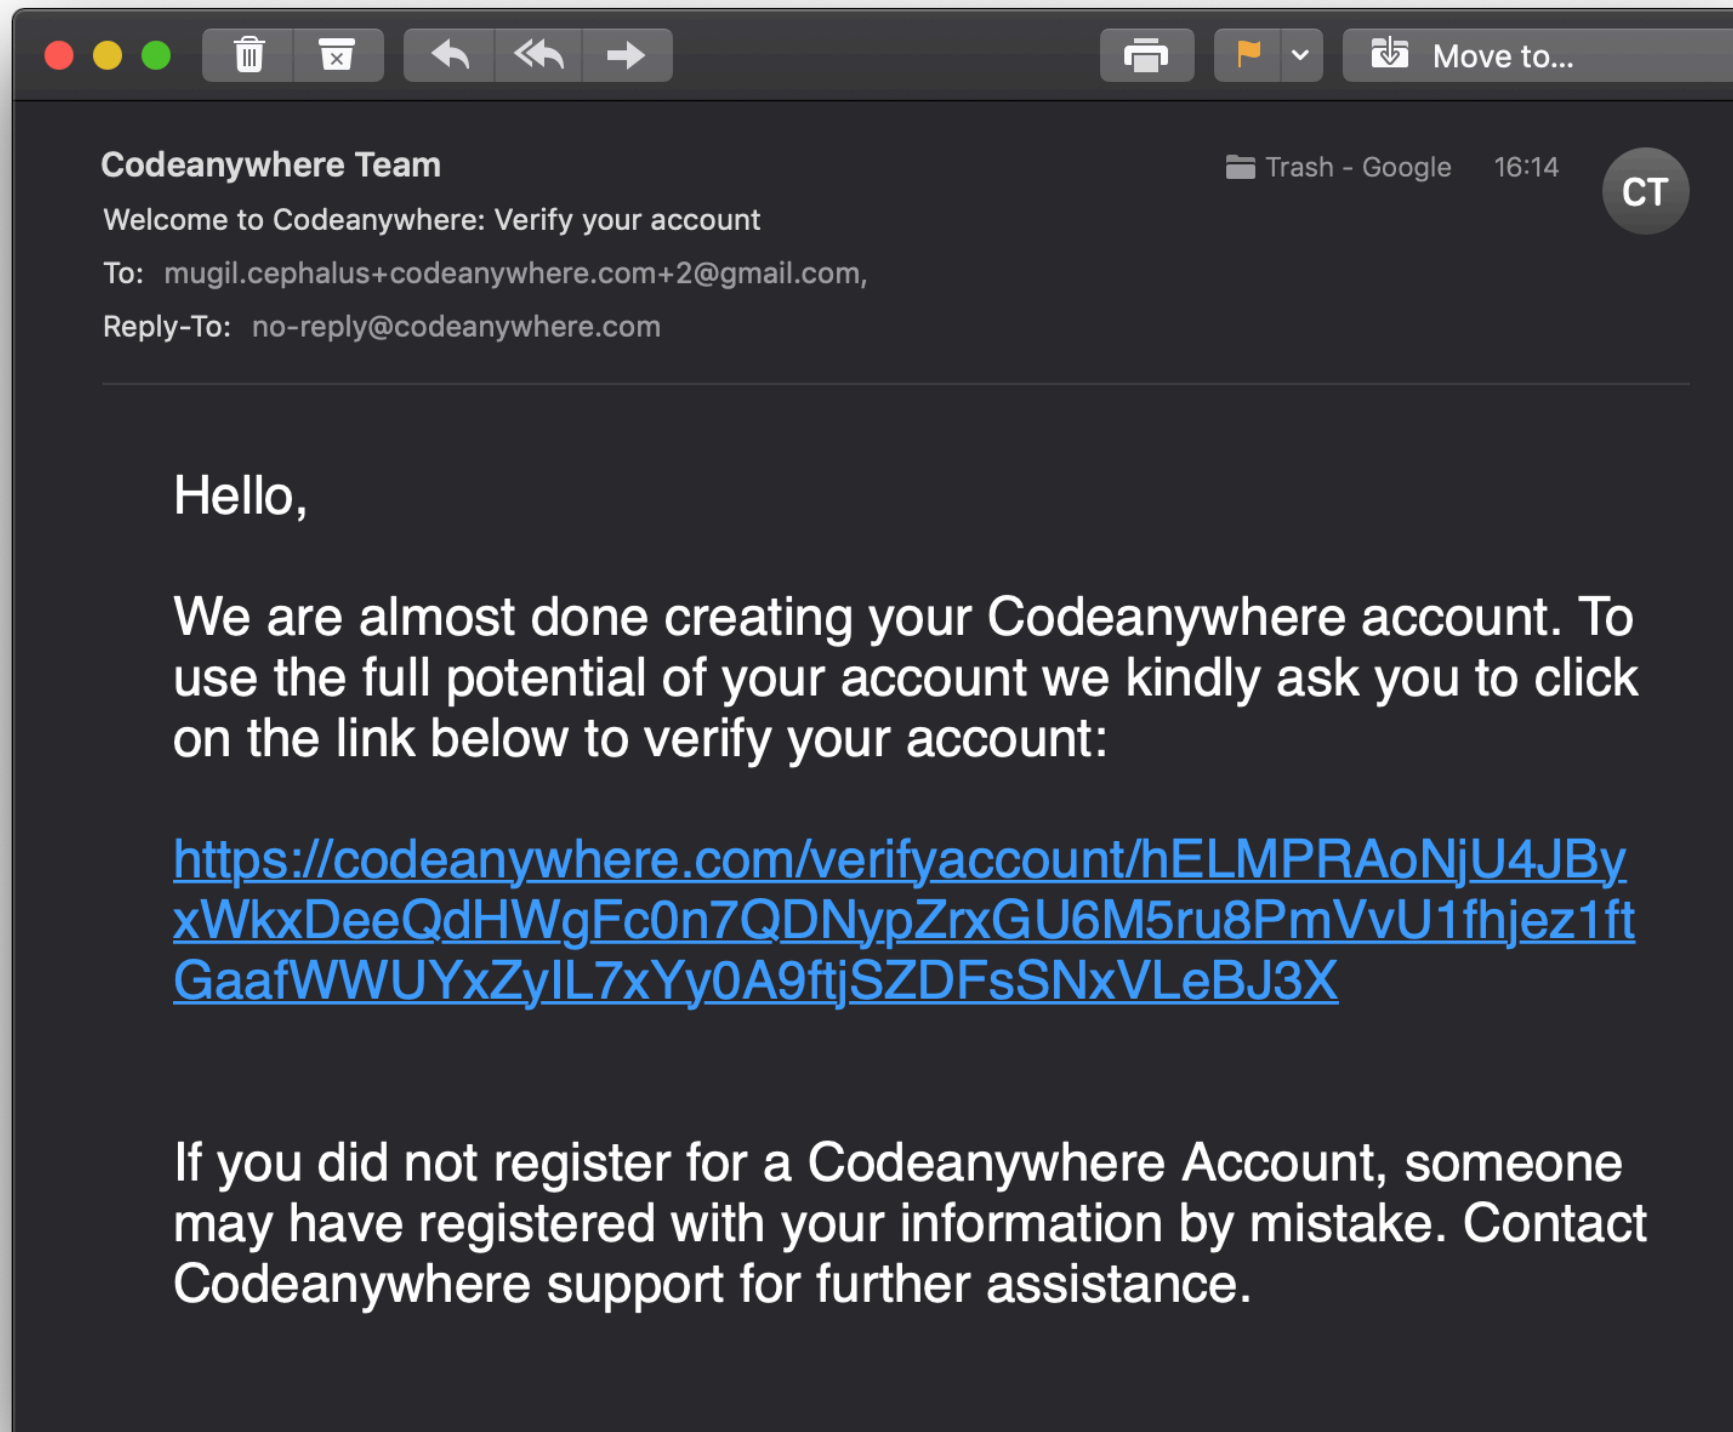 Move to...
Codeanywhere Team
Trash - Google 16:14
CT
Welcome to Codeanywhere: Verify your account
To: mugil.cephalus+codeanywhere.com+2@gmail.com,
Reply-To: no-reply@codeanywhere.com
Hello,
We are almost done creating your Codeanywhere account. To
use the full potential of your account we kindly ask you to click
on the link below to verify your account:
https://codeanywhere.com/verifyaccount/hELMPRAoNjU4JBy
xWkxDeeQdHWgFc0n7QDNypZrxGU6M5ru8PmVvU1fhjez1ft
GaafWWUYxZyIL7xYy0A9ftjSZDFsSNxVLeBJ3X
If you did not register for a Codeanywhere Account, someone
may have registered with your information by mistake. Contact
Codeanywhere support for further assistance.